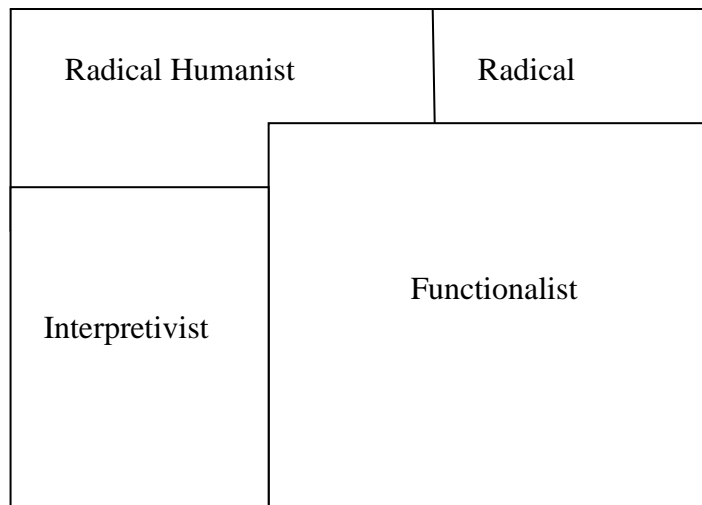 Radical Humanist
Radical
Functionalist
Interpretivist